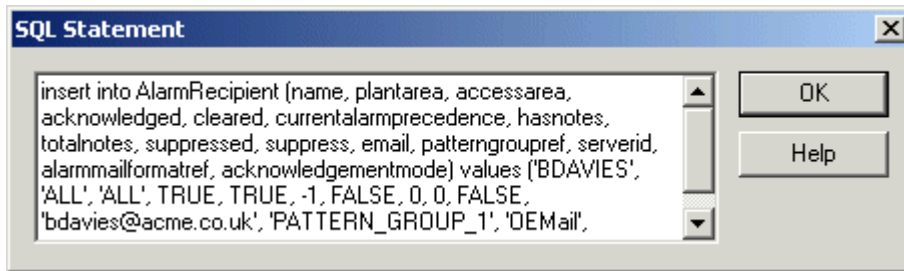 SQL Statement
insert into AlarmRecipient (name, plantarea, accessarea,
acknowledged, cleared, currentalarmprecedence, hasnotes,
totalnotes, suppressed, suppress, email, patterngroupref, serverid,
alarmmailformatref, acknowledgementmode) values ('BDAVIES',
'ALL', 'ALL', TRUE, TRUE, -1, FALSE, 0, 0, FALSE,
'bdavies@acme.co.uk', 'PATTERN_GROUP_1', 'OEMail',
OK
Help